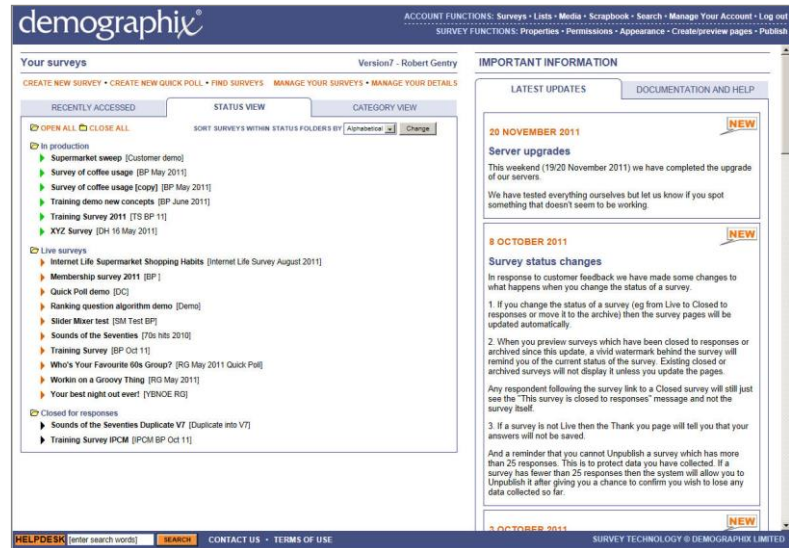 demographix®
ACCOUNT FUNCTIONS: Surveys • Lists • Media • Scrapbook • Search • Manage Your Account • Log out
SURVEY FUNCTIONS: Properties • Permissions • Appearance • Create/preview pages • Publish
Your surveys
Version7 - Robert Gentry
CREATE NEW SURVEY • CREATE NEW QUICK POLL • FIND SURVEYS MANAGE YOUR SURVEYS • MANAGE YOUR DETAILS
RECENTLY ACCESSED
STATUS VIEW
CATEGORY VIEW
OPEN ALL CLOSE ALL
SORT SURVEYS WITHIN STATUS FOLDERS BY Alphabetical Change
In production
Supermarket sweep [Customer demo]
Survey of coffee usage [BP May 2011]
Survey of coffee usage [copy] [BP May 2011]
Training demo new concepts [BP June 2011]
Training Survey 2011 [TS BP 11]
XYZ Survey [DH 16 May 2011]
Live surveys
Internet Life Supermarket Shopping Habits [Internet Life Survey August 2011]
Membership survey 2011 [BP ]
Quick Poll demo [DC]
Ranking question algorithm demo [Demo]
Slider Mixer test [SM Test BP]
Sounds of the Seventies [70s hits 2010]
Training Survey [BP Oct 11]
Who's Your Favourite 60s Group? [RG May 2011 Quick Poll]
Workin on a Groovy Thing [RG May 2011]
Your best night out ever! [YBNOE RG]
Closed for responses
Sounds of the Seventies Duplicate V7 [Duplicate into V7]
Training Survey IPCM [IPCM BP Oct 11]
IMPORTANT INFORMATION
LATEST UPDATES
DOCUMENTATION AND HELP
NEW
20 NOVEMBER 2011
Server upgrades
This weekend (19/20 November 2011) we have completed the upgrade
of our servers.
We have tested everything ourselves but let us know if you spot
something that doesn't seem to be
working.
NEW
8 OCTOBER 2011
Survey status changes
In response to customer feedback we have made some changes to
what happens when you change the status of a survey.
1. If you change the status of a survey (eg from Live to Closed to
responses or move it to the archive) then the survey pages will be
updated automatically.
2. When you preview surveys which have been closed to responses or
archived since this update, a vivid watermark behind the survey will
remind you of the current status of the survey. Existing closed or
archived surveys will not display it unless you update the pages.
Any respondent following the survey link to a Closed survey will still just
see the "This survey is closed to responses" message and not the
survey itself.
3. If a survey is not Live then the Thank you page will tell you that your
answers will not be saved.
And a reminder that you cannot Unpublish a survey which has more
than 25 responses. This is to protect data you have collected. If a
survey has fewer than 25 responses then the system will allow you to
Unpublish it after giving you a chance to confirm you wish to lose any
data collected so far.
NEW
2 OCTOBER 2011
HELPDESK [enter search words] SEARCH CONTACT US • TERMS OF USE
SURVEY TECHNOLOGY © DEMOGRAPHIX LIMITED